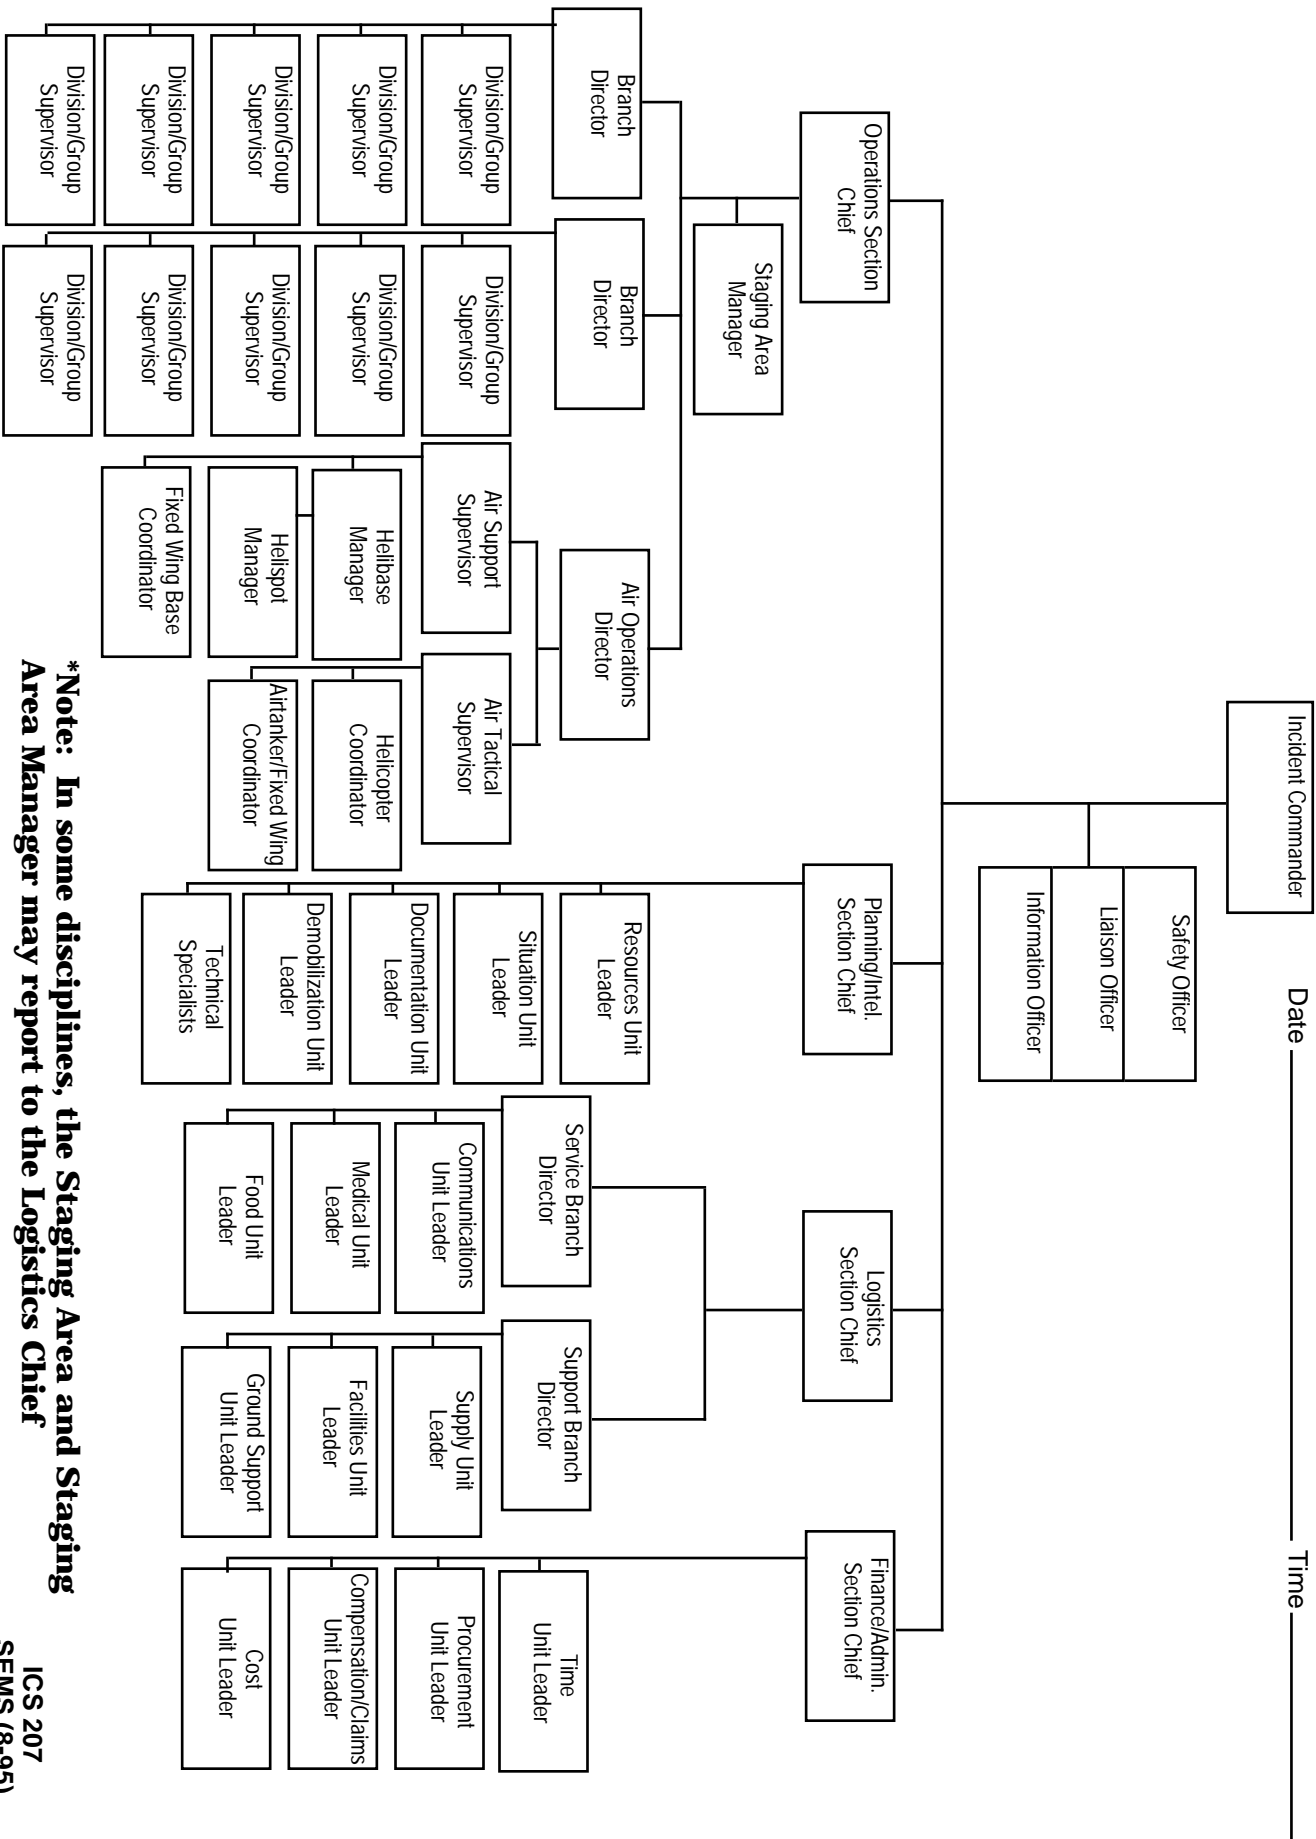 Date
Time
Incident Commander
Safety Officer
Liaison Officer
Information Officer
Operations Section
Chief
Staging Area
Manager
Branch
Director
Division/Group
Supervisor
Division/Group
Supervisor
Division/Group
Supervisor
Division/Group
Supervisor
Division/Group
Supervisor
Branch
Director
Division/Group
Supervisor
Division/Group
Supervisor
Division/Group
Supervisor
Division/Group
Supervisor
Division/Group
Supervisor
Air Operations
Director
Air Support
Supervisor
Helibase
Manager
Helispot
Manager
Fixed Wing Base
Coordinator
Air Tactical
Supervisor
Helicopter
Coordinator
Airtanker/Fixed Wing
Coordinator
Planning/Intel.
Section Chief
Resources Unit
Leader
Situation Unit
Leader
Documentation Unit
Leader
Demobilization Unit
Leader
Technical
Specialists
Logistics
Section Chief
Service Branch
Director
Communications
Unit Leader
Medical Unit
Leader
Food Unit
Leader
Support Branch
Director
Supply Unit
Leader
Facilities Unit
Leader
Ground Support
Unit Leader
Finance/Admin.
Section Chief
Time
Unit Leader
Procurement
Unit Leader
Compensation/Claims
Unit Leader
Cost
Unit Leader
*Note: In some disciplines, the Staging Area and Staging
Area Manager may report to the Logistics Chief
ICS 207
SEMS (8-95)